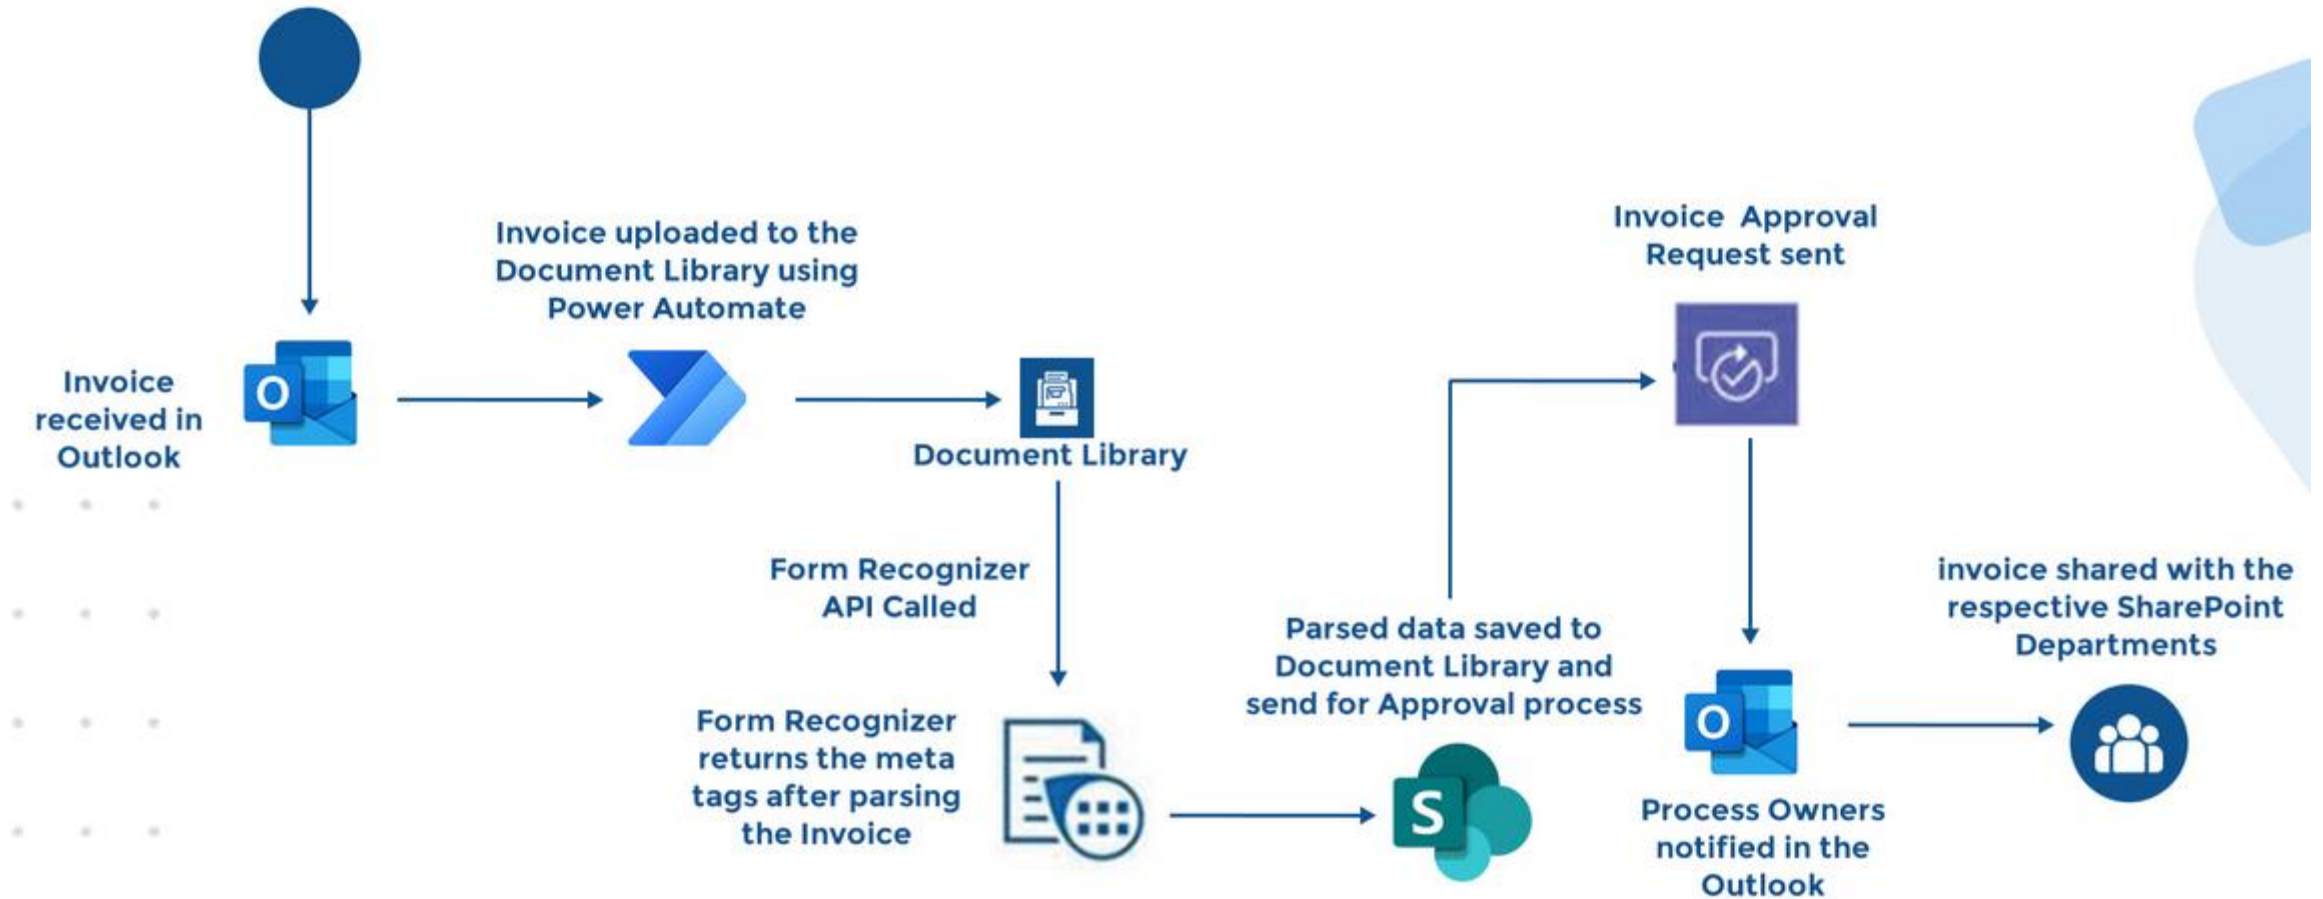 Invoice
received in
Outlook
O
Invoice uploaded to the
Document Library using
Power Automate
Document Library
Form Recognizer
API Called
Form Recognizer
returns the meta
tags after parsing
the Invoice
Parsed data saved to
Document Library and
send for Approval process
S
Invoice Approval
Request sent
O
Process Owners
notified in the
Outlook
invoice shared with the
respective SharePoint
Departments